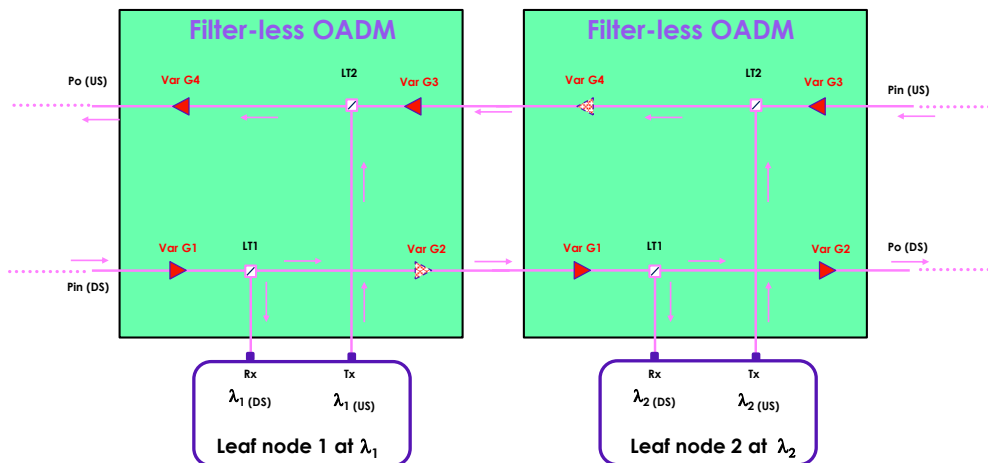 Filter-less OADM
Filter-less OADM
Po (US)
Var G4
LT2
Var G3
Var G4
LT2
Var G3
Pin (US)
Var G1
LT1
Var G2
Var G1
LT1
Var G2
Po (DS)
Pin (DS)
Rx
Tx
Rx
Tx
λ1 (DS)
λ1 (US)
λ2 (DS)
λ2 (US)
Leaf node 1 at λ1
Leaf node 2 at λ2